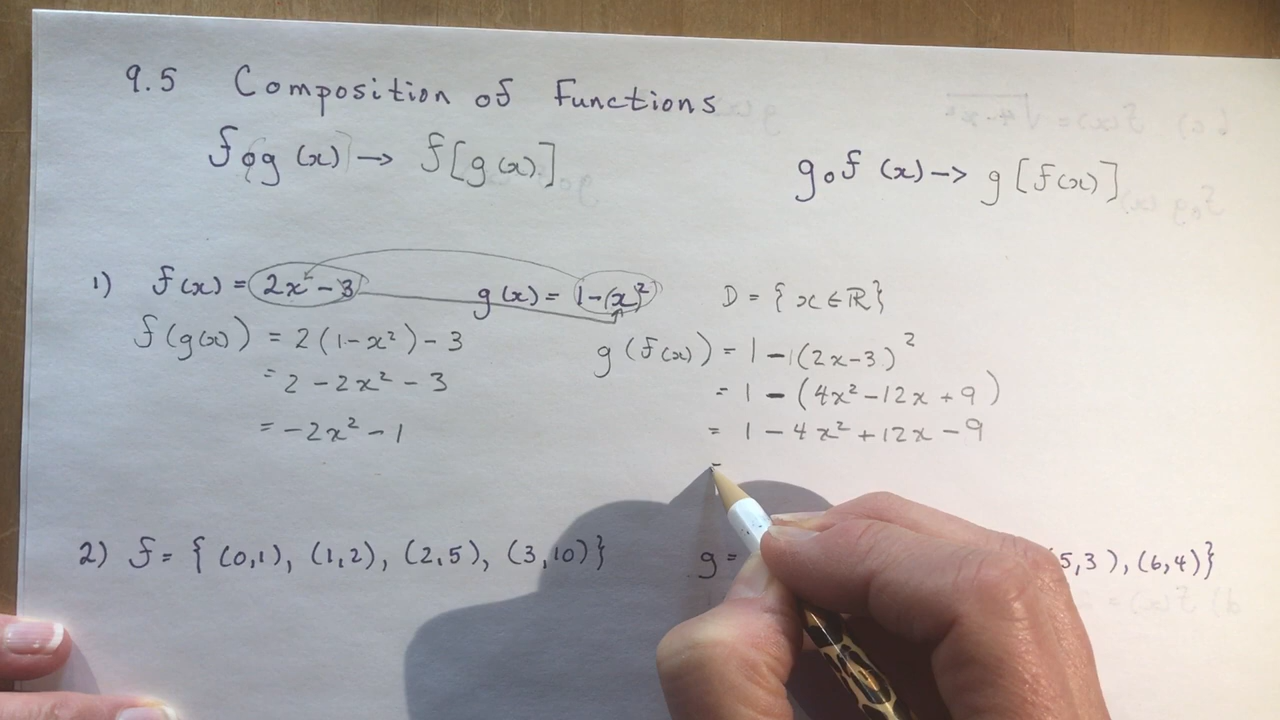 9.5 Composition of Functions
f∘g (x) → f[g(x)]
g∘f (x) → g[f(x)]
1) f(x) = 2x - 3
g(x) = 1-(x)²
D = {x∈ℝ}
f(g(x)) = 2(1-x²) - 3
= 2 - 2x² - 3
= -2x² - 1
g(f(x)) = 1 - (2x-3)²
= 1 - (4x²-12x + 9)
= 1 - 4x² + 12x - 9
2) f = { (0,1), (1,2), (2,5), (3,10)}
g = 5,3), (6,4)}